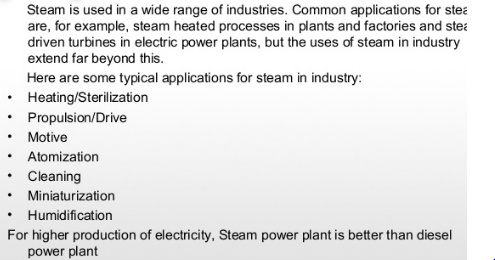 Steam is used in a wide range of industries. Common applications for
are, for example, steam heated processes in plants and factories and
driven turbines in electric power plants, but the uses of steam in industry
extend far beyond this.
Here are some typical applications for steam in industry:
• Heating/Sterilization
• Propulsion/Drive
• Motive
• Atomization
• Cleaning
• Miniaturization
• Humidification
For higher production of electricity, Steam power plant is better than diesel
power plant